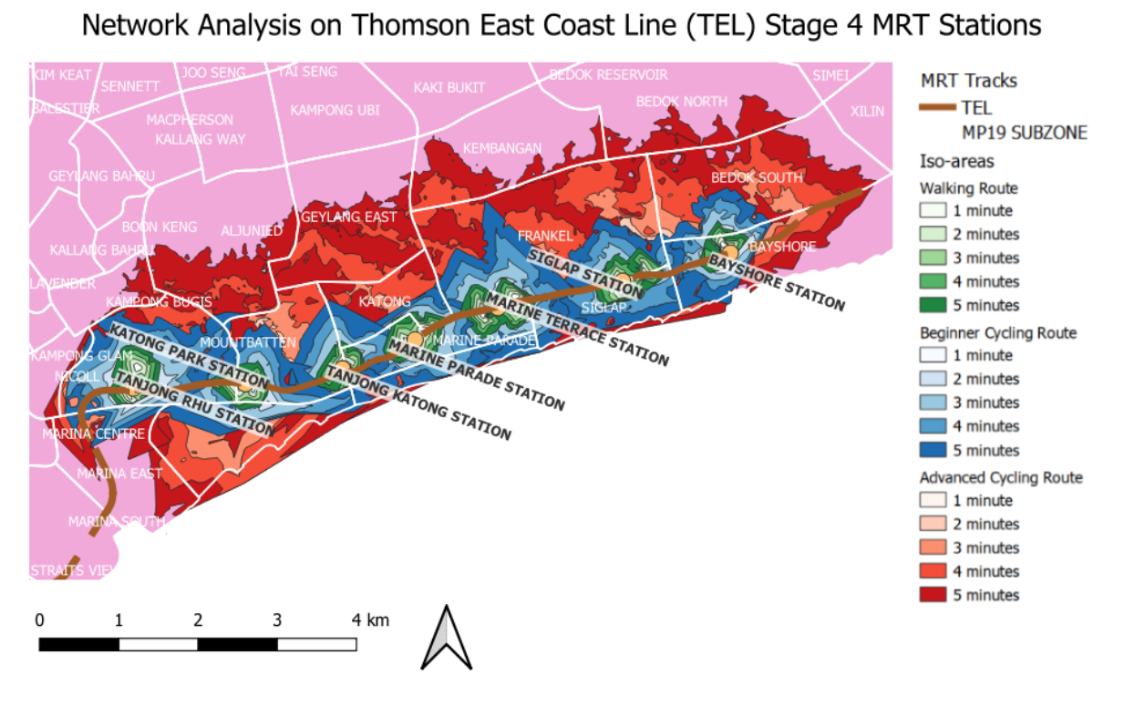 Network Analysis on Thomson East Coast Line (TEL) Stage 4 MRT Stations
KIM KEAT
SENNETT
JOO SENG
TAI SENG
KAKI BUKIT
BEDOK RESERVOIR
SIMEI
BALESTIER
MACPHERSON
KAMPONG UBI
BEDOK NORTH
XILIN
KALLANG WAY
KEMBANGAN
GEYLANG BAHRU
BEDOK SOUTH
BOON KENG
ALJUNIED
GEYLANG EAST
FRANKEL
KALLANG BAHRU
BAYSHORE
SIGLAP STATION
BAYSHORE STATION
LAVENDER
KAMPONG BUGIS
KATONG
SIGLAP
MARINE TERRACE STATION
KATONG PARK STATION
MOUNTBATTEN
MARINE PARADE
KAMPONG GLAM
MARINE PARADE STATION
NICOLL
TANJONG RHU STATION
TANJONG KATONG STATION
MARINA CENTRE
MARINA EAST
MARINA SOUTH
STRAITS VIEW
MRT Tracks
TEL
MP19 SUBZONE
Iso-areas
Walking Route
1 minute
2 minutes
3 minutes
4 minutes
5 minutes
Beginner Cycling Route
1 minute
2 minutes
3 minutes
4 minutes
5 minutes
Advanced Cycling Route
1 minute
2 minutes
3 minutes
4 minutes
5 minutes
0 1 2 3 4 km